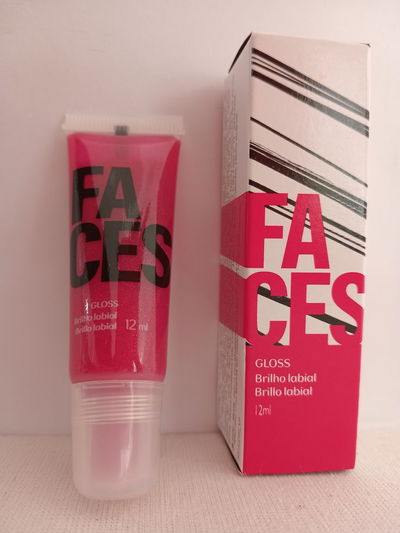 FA
CES
GLOSS
Brilho labial
Brillo labial 12 ml
FA
CES
GLOSS
Brilho labial
Brillo labial
12ml